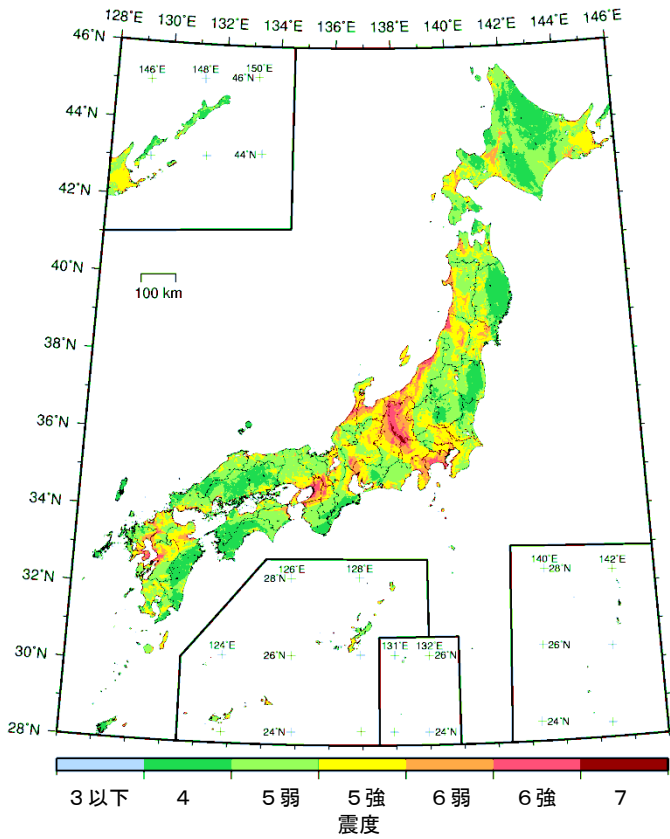 128°E 130°E 132°E 134°E 136°E 138°E 140°E 142°E 144°E 146°E
46°N
146°E 148°E 150°E
46°N
44°N
44°N
42°N
40°N
100 km
38°N
36°N
34°N
32°N
126°E 128°E
28°N
140°E 142°E
28°N
30°N
124°E
26°N
131°E 132°E
26°N
26°N
28°N
24°N
24°N
24°N
3以下 4 5弱 5強 6弱 6強 7
震度